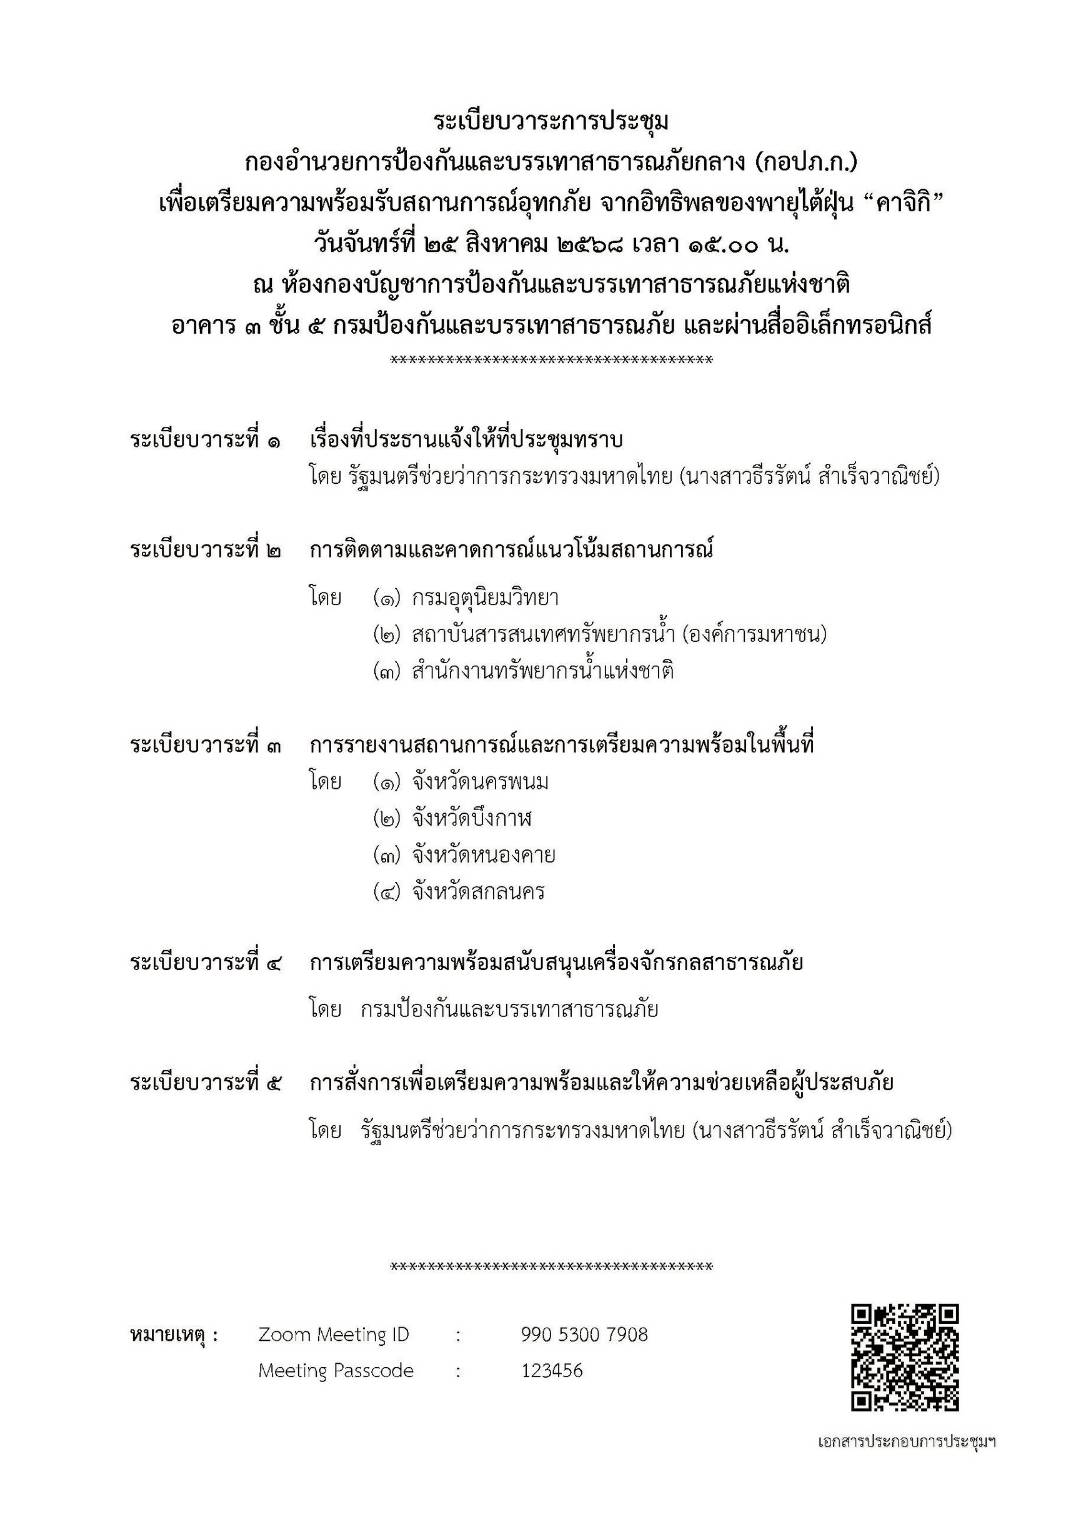 ระเบียบวาระการประชุม
กองอำนวยการป้องกันและบรรเทาสาธารณภัยกลาง (กอปภ.ก.)
เพื่อเตรียมความพร้อมรับสถานการณ์อุทกภัย จากอิทธิพลของพายุไต้ฝุ่น “คาจิกิ”
วันจันทร์ที่ ๒๕ สิงหาคม ๒๕๖๘ เวลา ๑๕.๐๐ น.
ณ ห้องกองบัญชาการป้องกันและบรรเทาสาธารณภัยแห่งชาติ
อาคาร ๓ ชั้น ๕ กรมป้องกันและบรรเทาสาธารณภัย และผ่านสื่ออิเล็กทรอนิกส์
***********************************
ระเบียบวาระที่ ๑ เรื่องที่ประธานแจ้งให้ที่ประชุมทราบ
โดย รัฐมนตรีช่วยว่าการกระทรวงมหาดไทย (นางสาวธีรรัตน์ สำเร็จวาณิชย์)
ระเบียบวาระที่ ๒ การติดตามและคาดการณ์แนวโน้มสถานการณ์
โดย (๑) กรมอุตุนิยมวิทยา
(๒) สถาบันสารสนเทศทรัพยากรน้ำ (องค์การมหาชน)
(๓) สำนักงานทรัพยากรน้ำแห่งชาติ
ระเบียบวาระที่ ๓ การรายงานสถานการณ์และการเตรียมความพร้อมในพื้นที่
โดย (๑) จังหวัดนครพนม
(๒) จังหวัดบึงกาฬ
(๓) จังหวัดหนองคาย
(๔) จังหวัดสกลนคร
ระเบียบวาระที่ ๔ การเตรียมความพร้อมสนับสนุนเครื่องจักรกลสาธารณภัย
โดย กรมป้องกันและบรรเทาสาธารณภัย
ระเบียบวาระที่ ๕ การสั่งการเพื่อเตรียมความพร้อมและให้ความช่วยเหลือผู้ประสบภัย
โดย รัฐมนตรีช่วยว่าการกระทรวงมหาดไทย (นางสาวธีรรัตน์ สำเร็จวาณิชย์)
***********************************
หมายเหตุ : Zoom Meeting ID : 990 5300 7908
Meeting Passcode : 123456
เอกสารประกอบการประชุมฯ